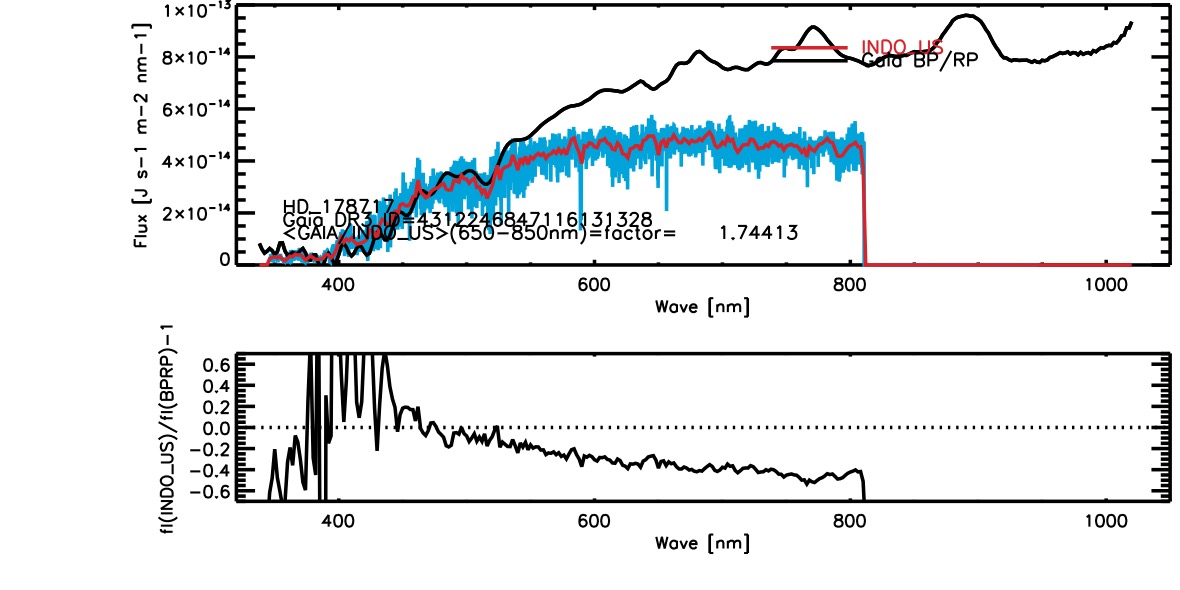 1×10−13
8×10−14
6×10−14
4×10−14
2×10−14
0
Flux [J s−1 m−2 nm−1]
INDO_US
Gaia BP/RP
HD_178717
Gaia DR3 ID=4312246847116131328
<GAIA/INDO_US>(650−850nm)=factor= 1.74413
400 600 800 1000
Wave [nm]
fl(INDO_US)/fl(BPRP)−1
0.6
0.4
0.2
0.0
−0.2
−0.4
−0.6
400 600 800 1000
Wave [nm]